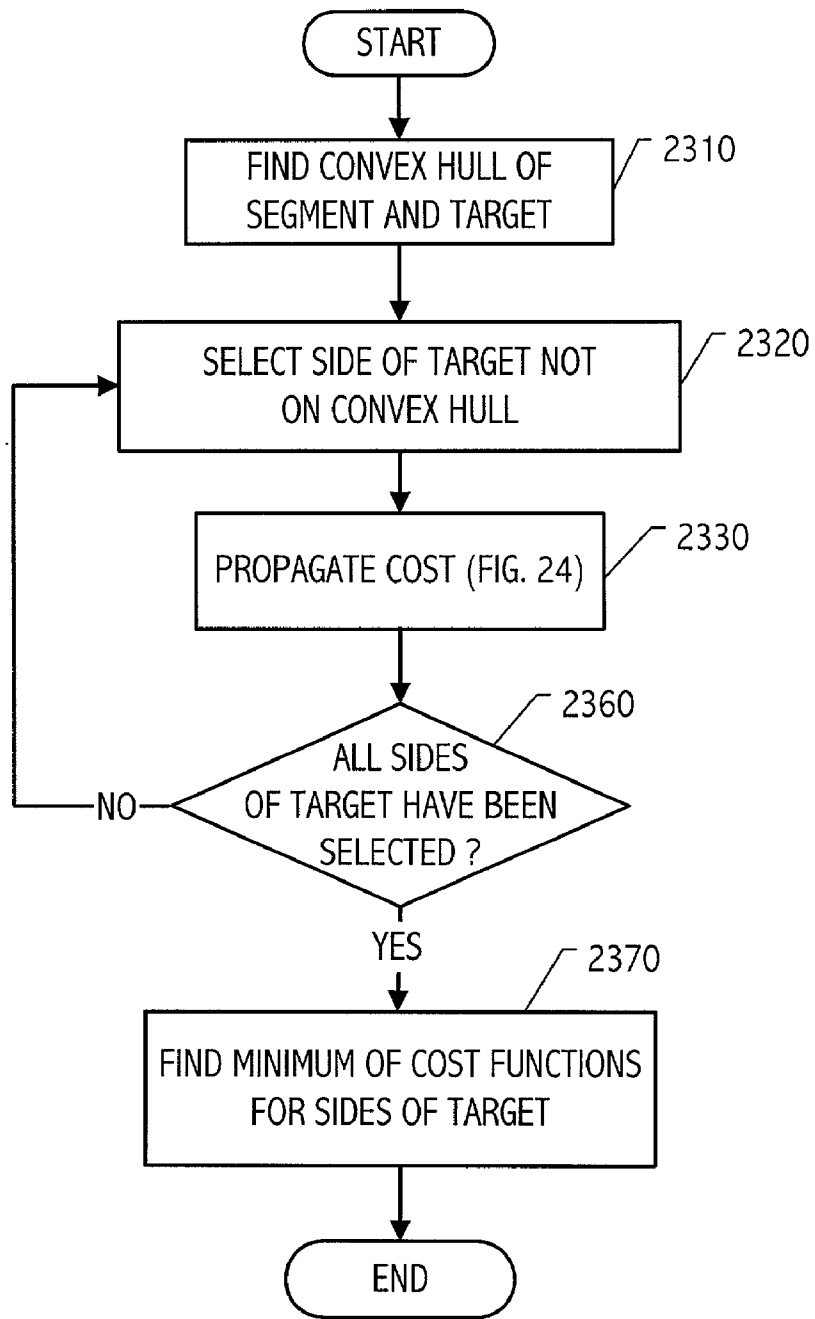 START
FIND CONVEX HULL OF
SEGMENT AND TARGET
2310
SELECT SIDE OF TARGET NOT
ON CONVEX HULL
2320
PROPAGATE COST (FIG. 24)
2330
ALL SIDES
OF TARGET HAVE BEEN
SELECTED ?
2360
NO
YES
FIND MINIMUM OF COST FUNCTIONS
FOR SIDES OF TARGET
2370
END